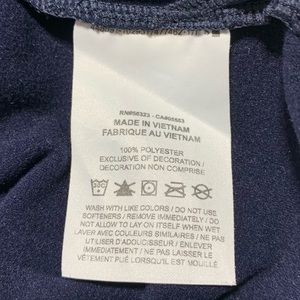 RN#56323 - CA#05553
MADE IN VIETNAM
FABRIQUE AU VIETNAM
100% POLYESTER
EXCLUSIVE OF DECORATION /
DECORATION NON COMPRISE
WASH WITH LIKE COLORS / DO NOT USE
SOFTENERS / REMOVE IMMEDIATELY / DO
NOT ALLOW TO LAY ON ITSELF WHEN WET
LAVER AVEC COULEURS SIMILAIRES / NE PAS
UT D'ADOUCISSEUR / ENLEVER
IMMEDIATEMENT / NE PAS LAISSER LE
VÊTEMENT PLIÉ LORSQU'IL EST MOUILLÉ